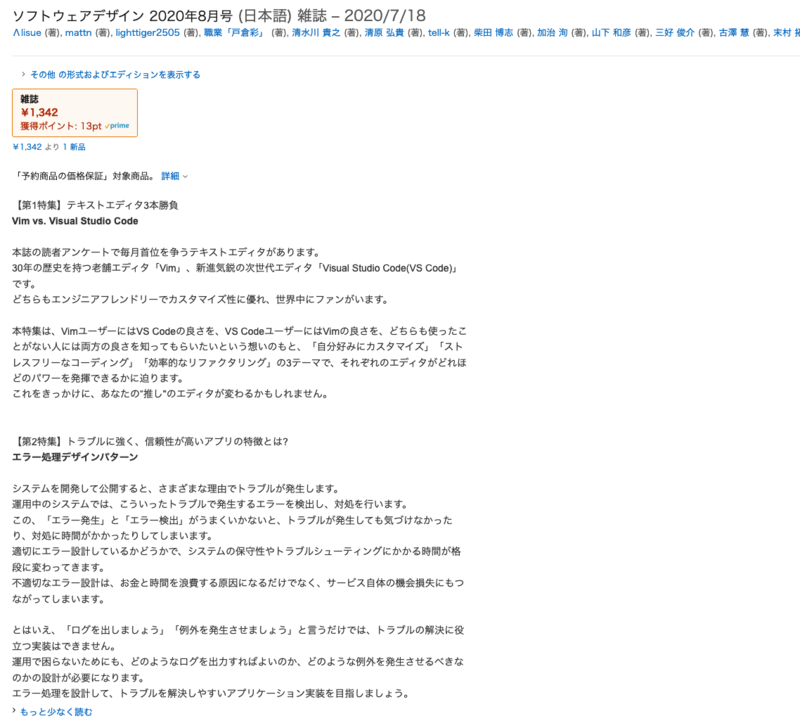 ソフトウェアデザイン 2020年8月号 (日本語) 雑誌 – 2020/7/18
Λlisue (著), mattn (著), lighttiger2505 (著), 職業「戸倉彩」 (著), 清水川 貴之 (著), 清原 弘貴 (著), tell-k (著), 柴田 博志 (著), 加治 洵 (著), 山下 和彦 (著), 三好 俊介 (著), 古澤 慧 (著), 末村
› その他 の形式およびエディションを表示する
雑誌
￥1,342
獲得ポイント: 13pt prime
￥1,342 より 1 新品
「予約商品の価格保証」対象商品。 詳細
【第1特集】テキストエディタ3本勝負
Vim vs. Visual Studio Code
本誌の読者アンケートで毎月首位を争うテキストエディタがあります。
30年の歴史を持つ老舗エディタ「Vim」、新進気鋭の次世代エディタ「Visual Studio Code(VS Code)」
です。
どちらもエンジニアフレンドリーでカスタマイズ性に優れ、世界中にファンがいます。
本特集は、VimユーザーにはVS Codeの良さを、VS CodeユーザーにはVimの良さを、どちらも使ったこ
とがない人には両方の良さを知ってもらいたいという想いのもと、「自分好みにカスタマイズ」「スト
レスフリーなコーディング」「効率的なリファクタリング」の3テーマで、それぞれのエディタがどれほ
どのパワーを発揮できるかに迫ります。
これをきっかけに、あなたの"推し"のエディタが変わるかもしれません。
【第2特集】トラブルに強く、信頼性が高いアプリの特徴とは?
エラー処理デザインパターン
システムを開発して公開すると、さまざまな理由でトラブルが発生します。
運用中のシステムでは、こういったトラブルで発生するエラーを検出し、対処を行います。
この、「エラー発生」と「エラー検出」がうまくいかないと、トラブルが発生しても気づけなかった
り、対処に時間がかかったりしてしまいます。
適切にエラー設計しているかどうかで、システムの保守性やトラブルシューティングにかかる時間が格
段に変わってきます。
不適切なエラー設計は、お金と時間を浪費する原因になるだけでなく、サービス自体の機会損失にもつ
ながってしまいます。
とはいえ、「ログを出しましょう」「例外を発生させましょう」と言うだけでは、トラブルの解決に役
立つ実装はできません。
運用で困らないためにも、どのようなログを出力すればよいのか、どのような例外を発生させるべきな
のかの設計が必要になります。
エラー処理を設計して、トラブルを解決しやすいアプリケーション実装を目指しましょう。
› もっと少なく読む